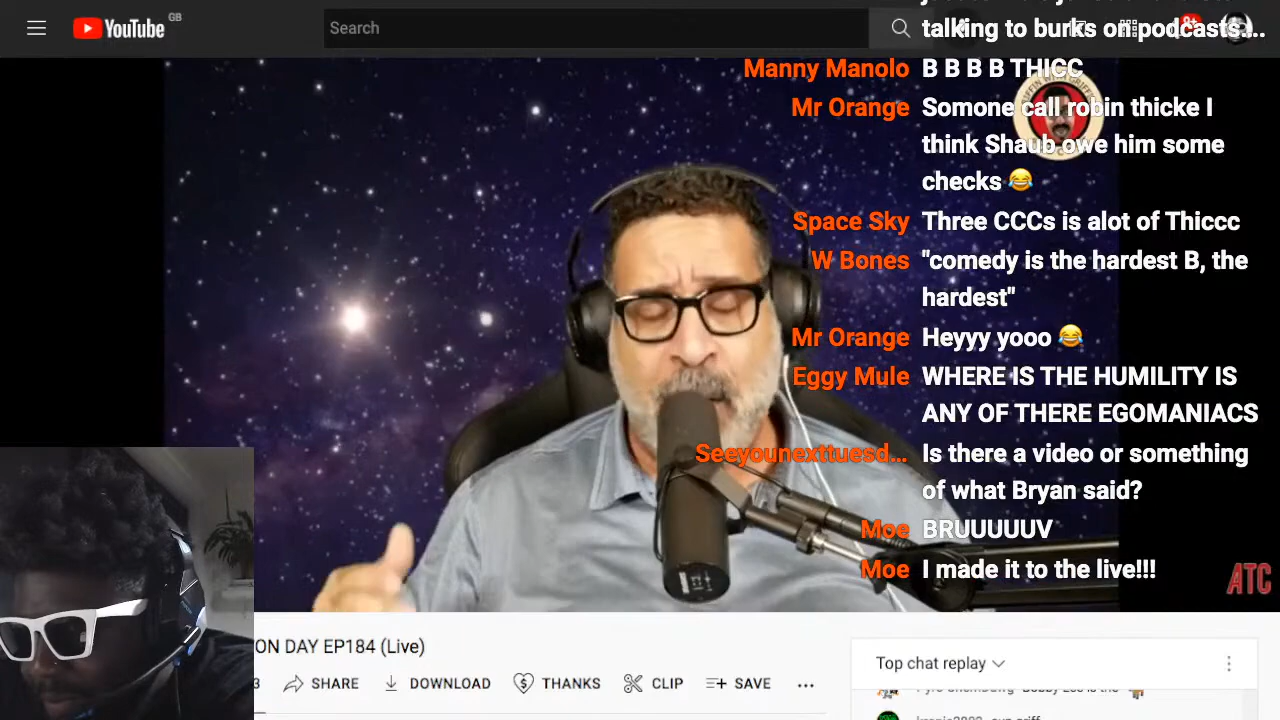 YouTube GB
Search
talking to burks on podcasts...
Manny Manolo B B B B THICC
Mr Orange Somone call robin thicke I
think Shaub owe him some
checks 😂
Space Sky Three CCCs is alot of Thiccc
W Bones "comedy is the hardest B, the
hardest"
Mr Orange Heyyy yooo 😂
Eggy Mule WHERE IS THE HUMILITY IS
ANY OF THERE EGOMANIACS
Seeyounexttuesd... Is there a video or something
of what Bryan said?
Moe BRUUUUUV
Moe I made it to the live!!!
ATC
ON DAY EP184 (Live)
3 SHARE DOWNLOAD THANKS CLIP SAVE ...
Top chat replay